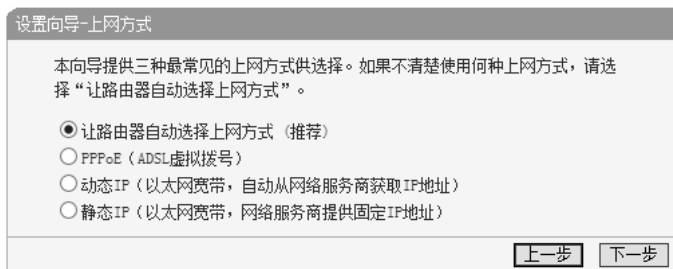 设置向导-上网方式
本向导提供三种最常见的上网方式供选择。如果不清楚使用何种上网方式，请选
择“让路由器自动选择上网方式”。
让路由器自动选择上网方式（推荐）
PPPoE（ADSL虚拟拨号）
动态IP（以太网宽带，自动从网络服务商获取IP地址）
静态IP（以太网宽带，网络服务商提供固定IP地址）
上一步 下一步